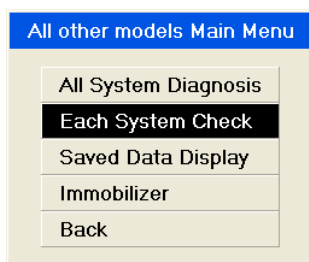 All other models Main Menu
All System Diagnosis
Each System Check
Saved Data Display
Immobilizer
Back